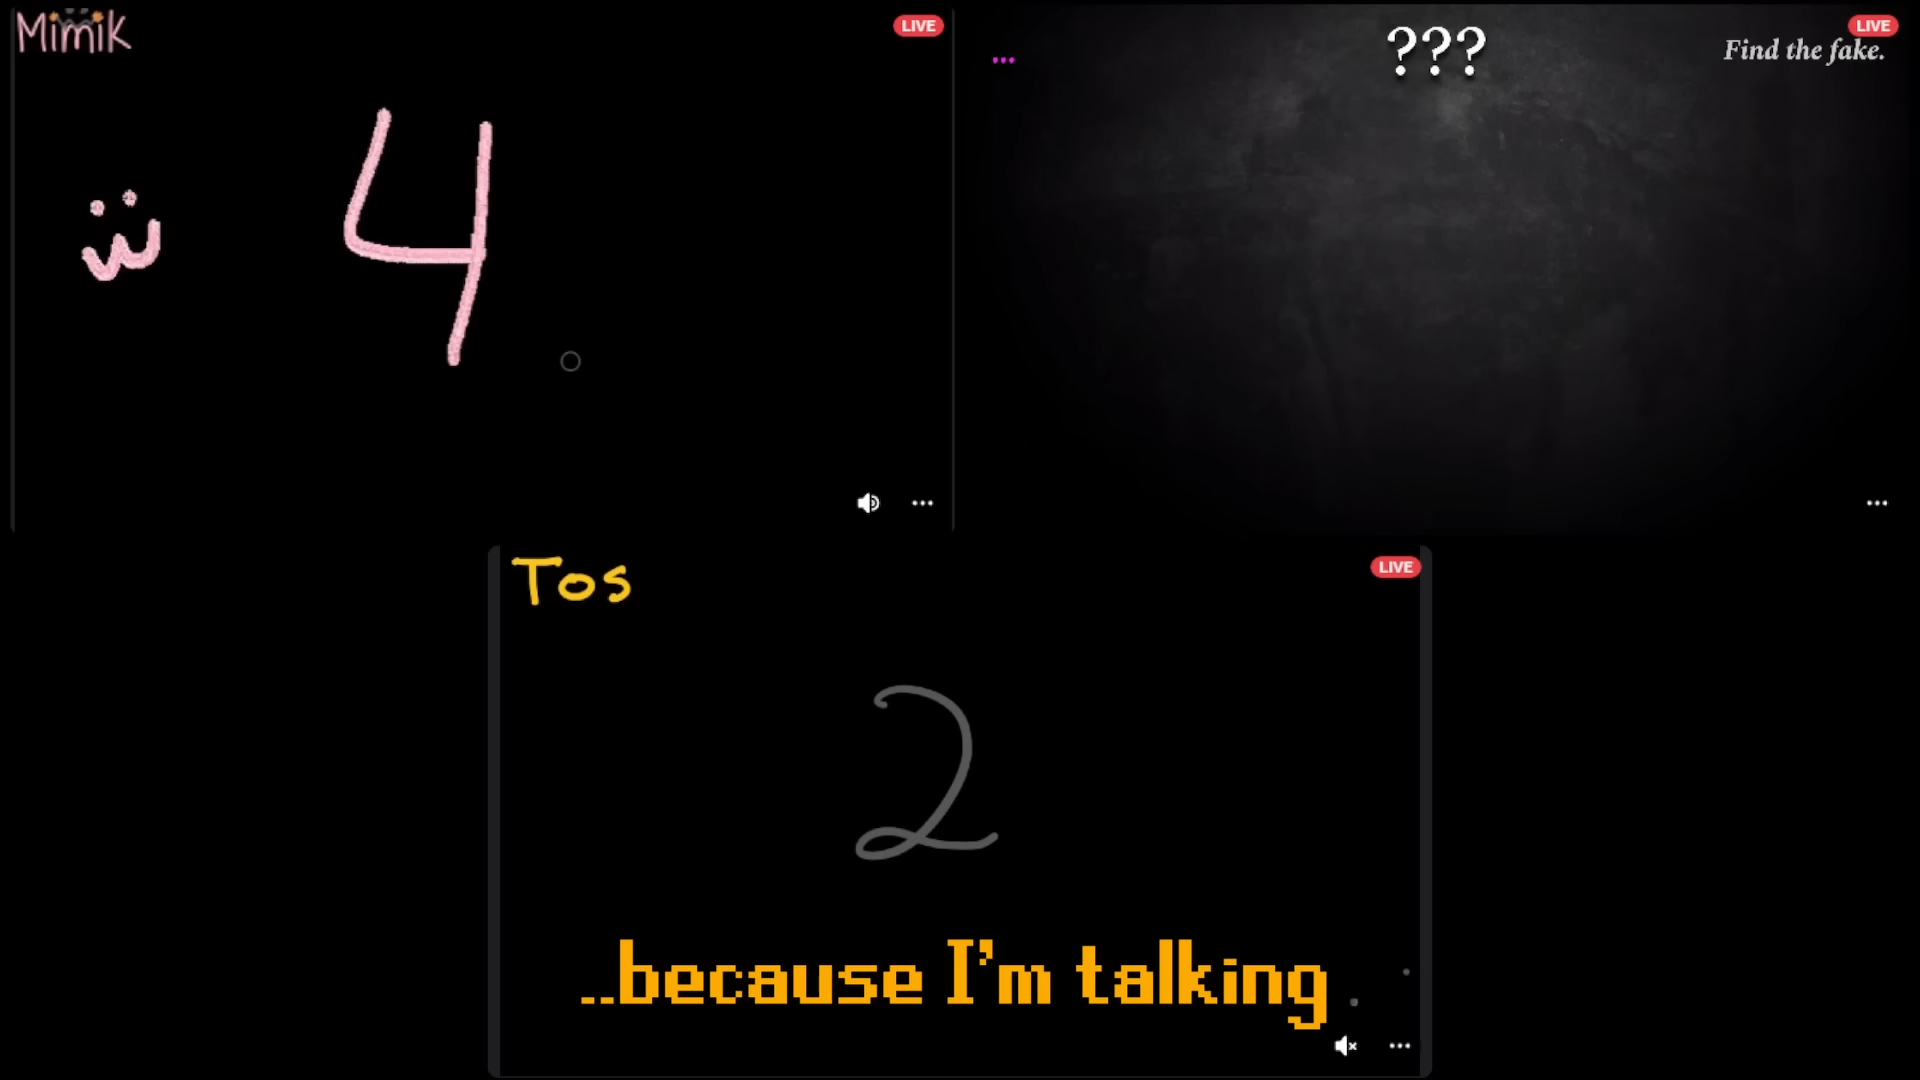 Mimik
LIVE
4
???
LIVE
Find the fake.
Tos
LIVE
2
..because I'm talking